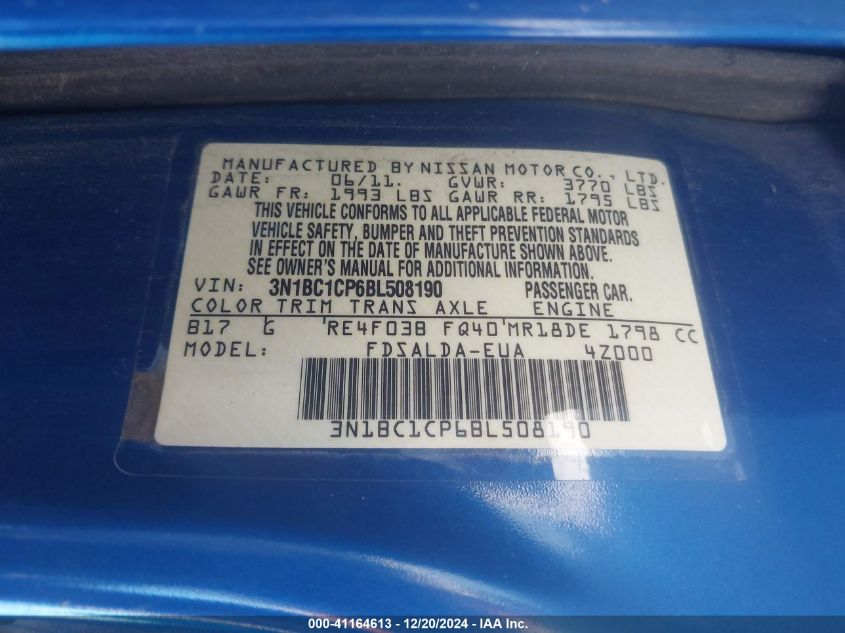 MANUFACTURED BY NISSAN MOTOR CO., LTD.
DATE: 06/11. GVWR: 3770 LBS
GAWR FR: 1993 LBS GAWR RR: 1795 LBS
THIS VEHICLE CONFORMS TO ALL APPLICABLE FEDERAL MOTOR
VEHICLE SAFETY, BUMPER AND THEFT PREVENTION STANDARDS
IN EFFECT ON THE DATE OF MANUFACTURE SHOWN ABOVE.
SEE OWNER'S MANUAL FOR ADDITIONAL INFORMATION.
VIN: 3N1BC1CP6BL508190 PASSENGER CAR.
COLOR TRIM TRANS AXLE ENGINE
B17 G 'RE4F03B FQ40'MR18DE 1798 CC
MODEL: FDSALDA-EUA 4Z000
3N1BC1CP6BL508190
000-41164613 - 12/20/2024 - IAA Inc.